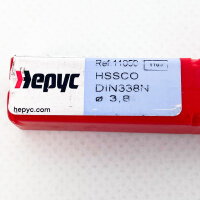 Hepyc
hepyc.com
Ref 11050
HSSCO
DIN338N
ø 3,8